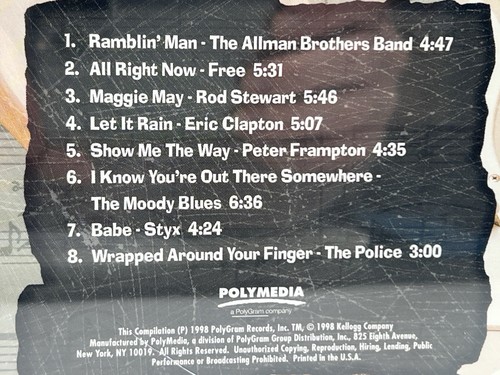 1. Ramblin' Man - The Allman Brothers Band 4:47
2. All Right Now - Free 5:31
3. Maggie May - Rod Stewart 5:46
4. Let It Rain - Eric Clapton 5:07
5. Show Me The Way - Peter Frampton 4:35
6. I Know You're Out There Somewhere -
The Moody Blues 6:36
7. Babe - Styx 4:24
8. Wrapped Around Your Finger - The Police 3:00
POLYMEDIA
a PolyGram company
This Compilation (P) 1998 PolyGram Records, Inc. TM, © 1998 Kellogg Company
Manufactured by PolyMedia, a division of PolyGram Group Distribution, Inc., 825 Eighth Avenue,
New York, NY 10019. All Rights Reserved. Unauthorized Copying, Reproduction, Hiring, Lending, Public
Performance or Broadcasting Prohibited. Printed in the U.S.A.